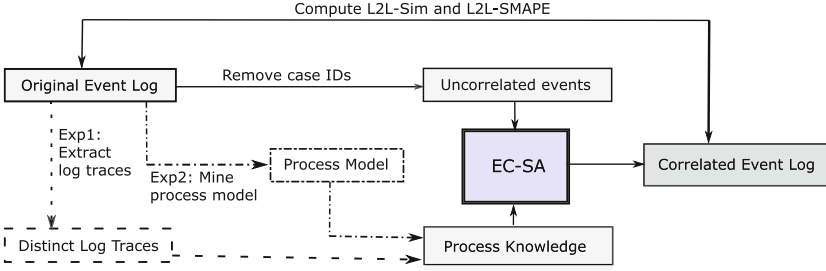 Compute L2L-Sim and L2L-SMAPE
Original Event Log
Remove case IDs
Uncorrelated events
Exp1:
Extract
log traces
Exp2: Mine
process model
Process Model
EC-SA
Correlated Event Log
Distinct Log Traces
Process Knowledge